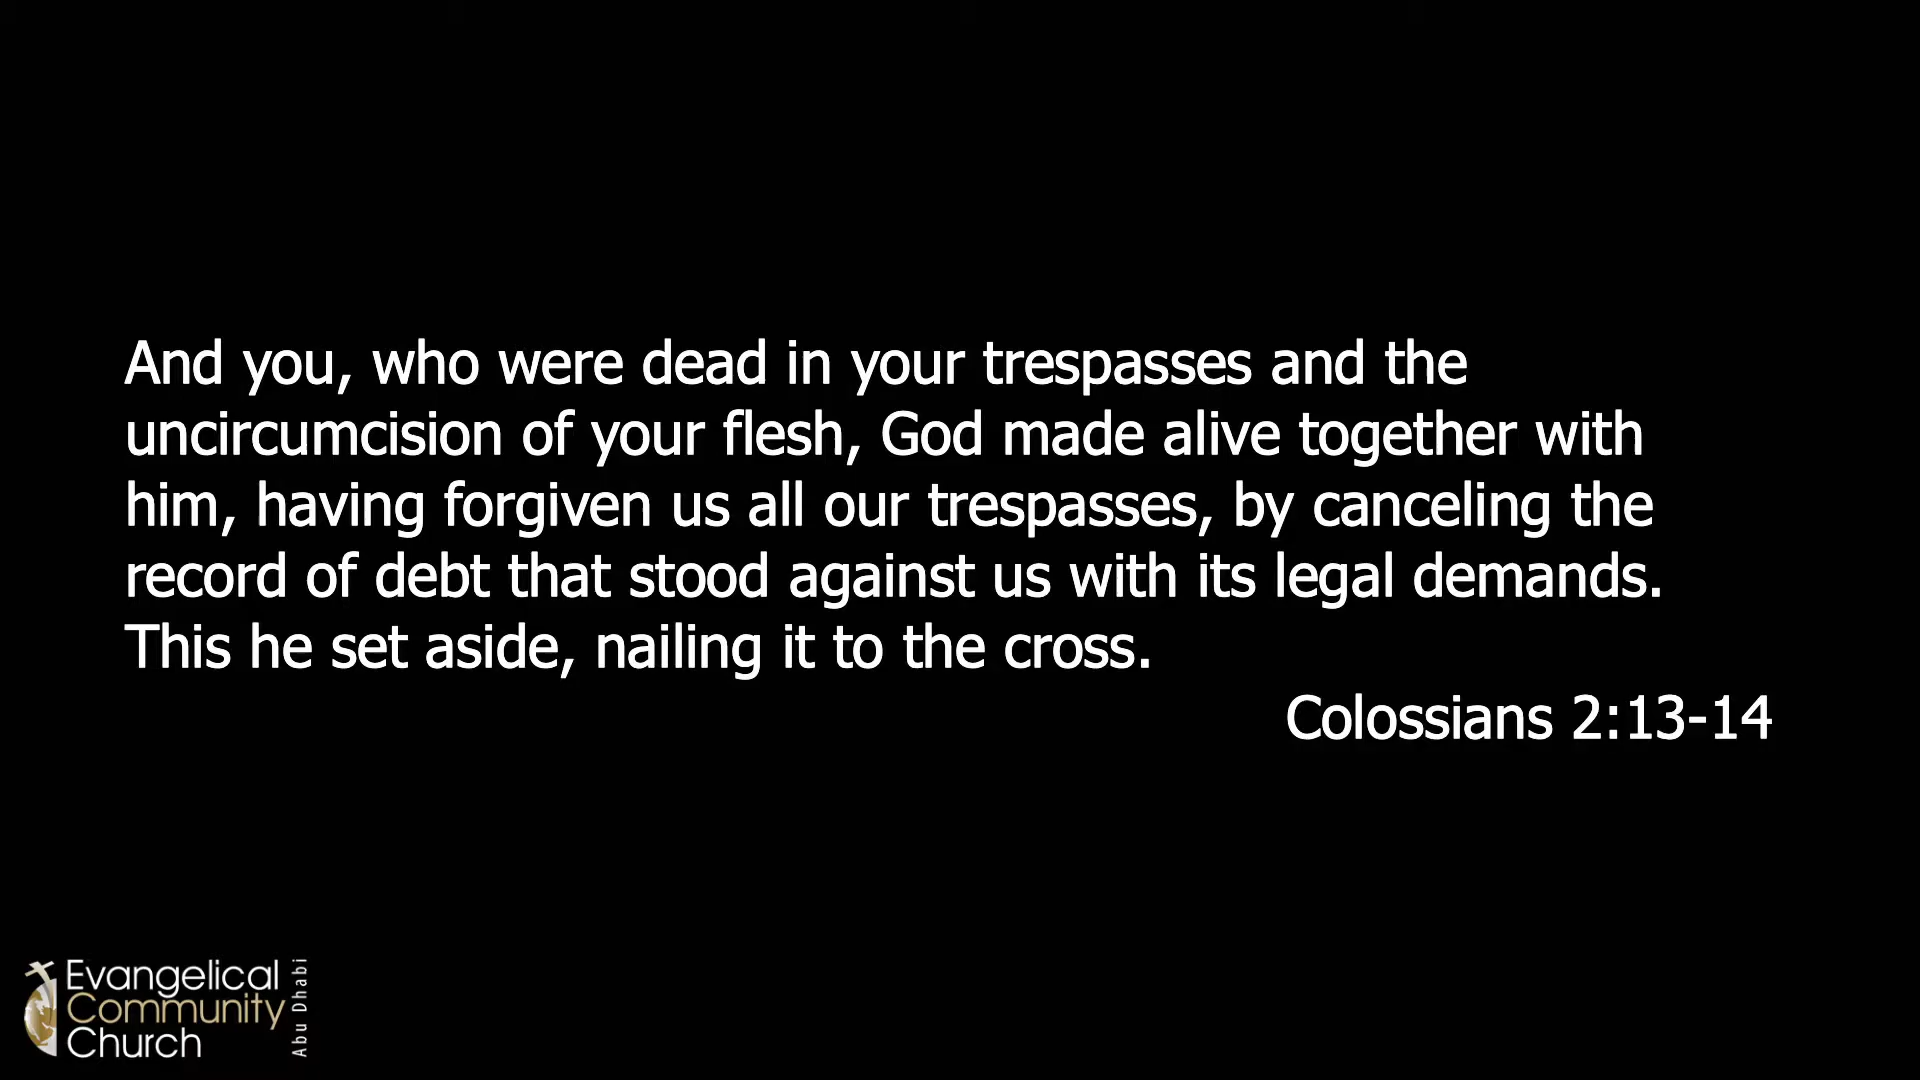 And you, who were dead in your trespasses and the
uncircumcision of your flesh, God made alive together with
him, having forgiven us all our trespasses, by canceling the
record of debt that stood against us with its legal demands.
This he set aside, nailing it to the cross.
Colossians 2:13-14
Evangelical
Community
Church
Abu Dhabi